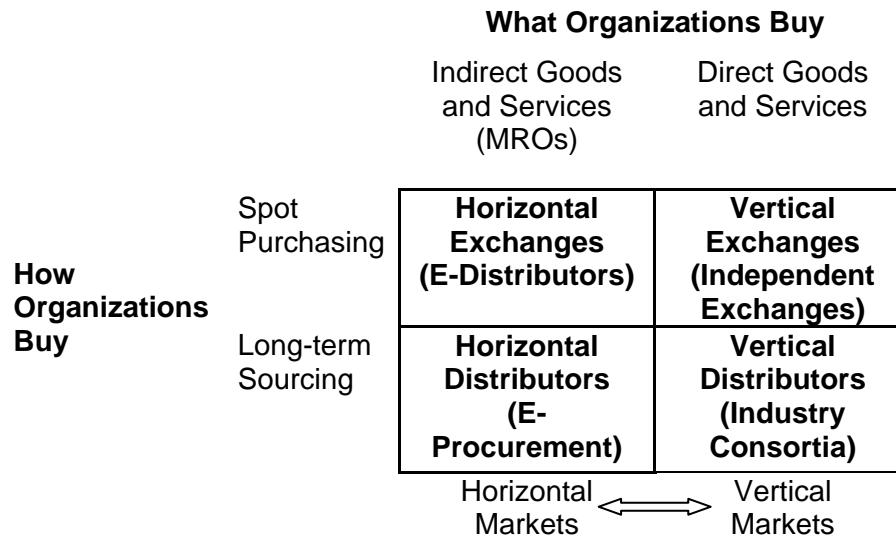 What Organizations Buy
Indirect Goods
and Services
(MROs)
Direct Goods
and Services
How
Organizations
Buy
Spot
Purchasing
Horizontal
Exchanges
(E-Distributors)
Vertical
Exchanges
(Independent
Exchanges)
Long-term
Sourcing
Horizontal
Distributors
(E-
Procurement)
Vertical
Distributors
(Industry
Consortia)
Horizontal
Markets
Vertical
Markets